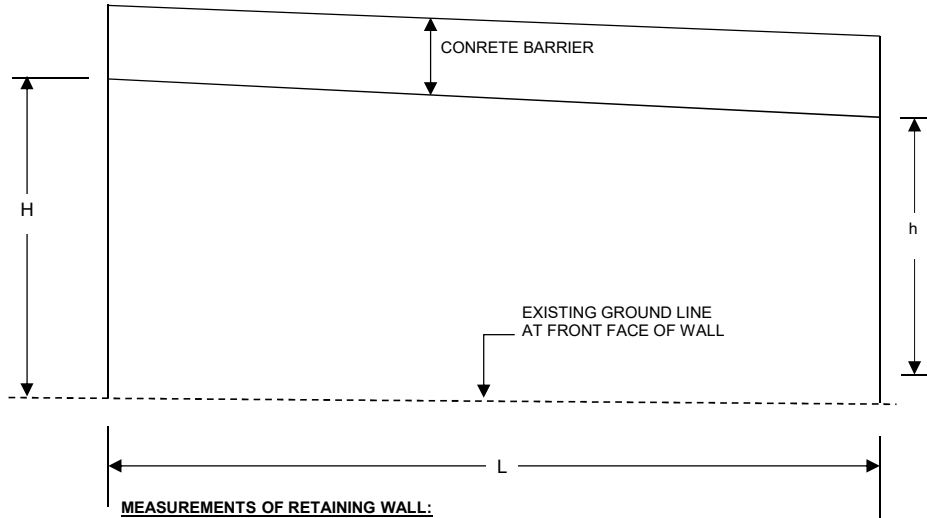 CONRETE BARRIER
H
h
EXISTING GROUND LINE
AT FRONT FACE OF WALL
L
MEASUREMENTS OF RETAINING WALL: